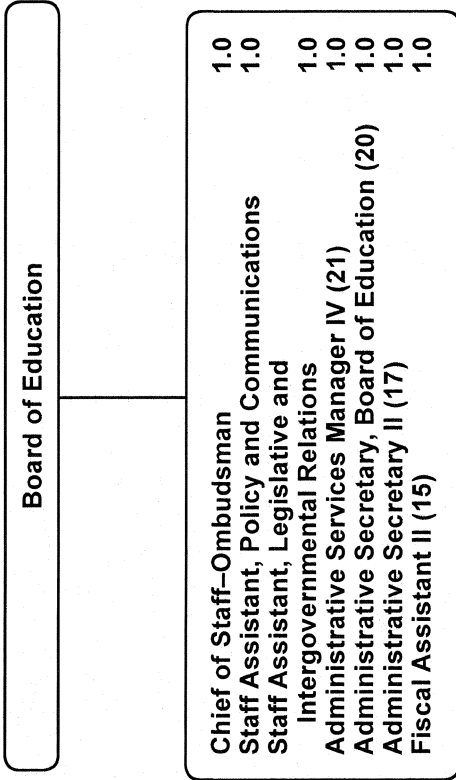 Board of Education
Chief of Staff–Ombudsman 1.0
Staff Assistant, Policy and Communications 1.0
Staff Assistant, Legislative and
Intergovernmental Relations 1.0
Administrative Services Manager IV (21) 1.0
Administrative Secretary, Board of Education (20) 1.0
Administrative Secretary II (17) 1.0
Fiscal Assistant II (15) 1.0